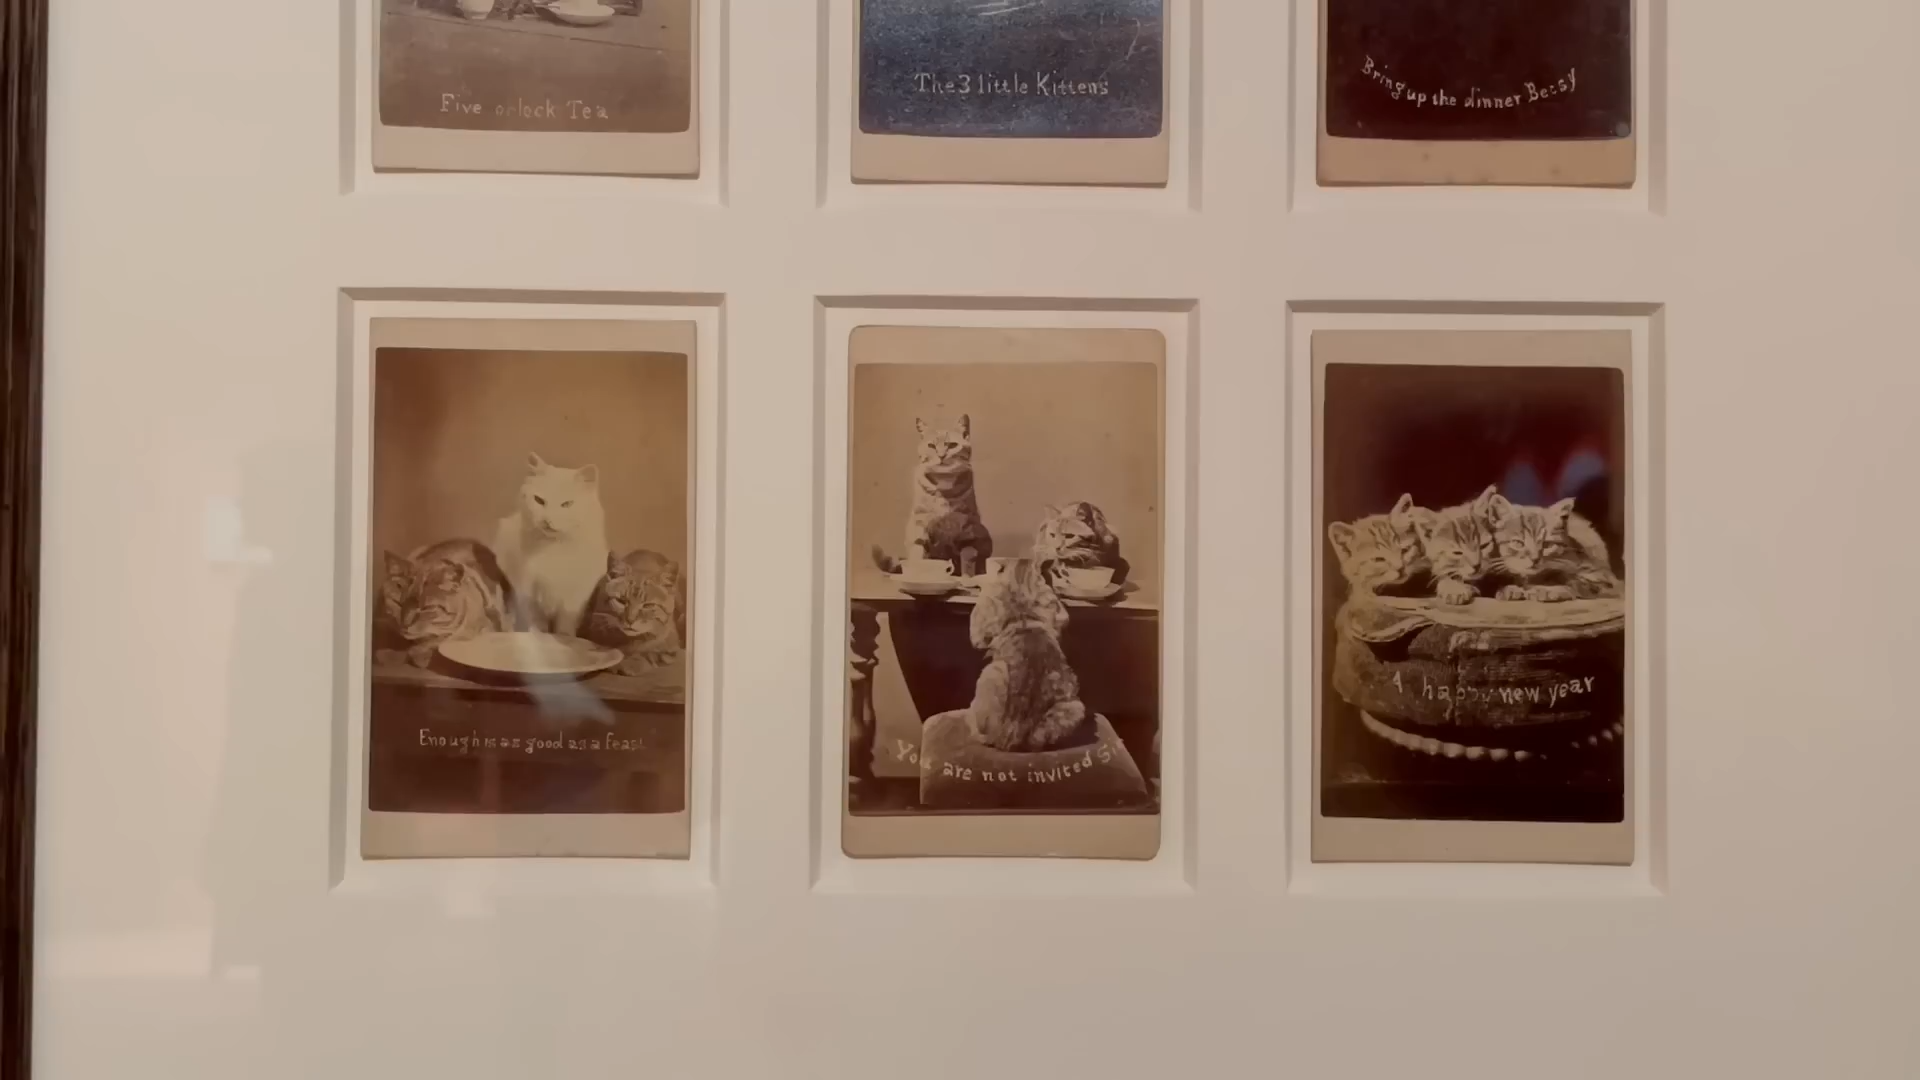 Five o'clock Tea
The 3 little Kittens
Bring up the dinner Betsy
Enough is as good as a feast
You are not invited Sir
A happy new year